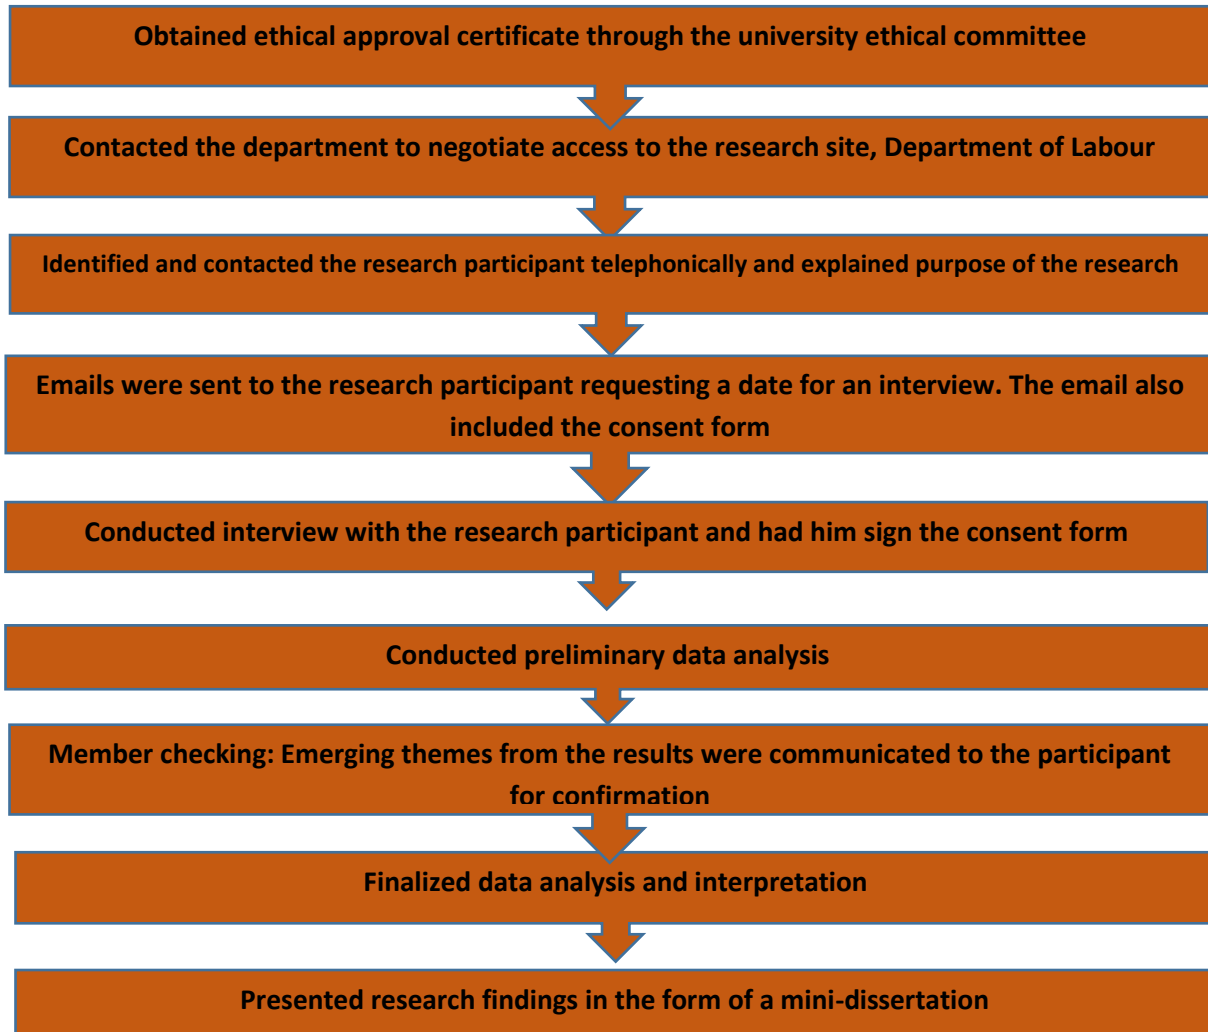 Obtained ethical approval certificate through the university ethical committee
Contacted the department to negotiate access to the research site, Department of Labour
Identified and contacted the research participant telephonically and explained purpose of the research
Emails were sent to the research participant requesting a date for an interview. The email also
included the consent form
Conducted interview with the research participant and had him sign the consent form
Conducted preliminary data analysis
Member checking: Emerging themes from the results were communicated to the participant
for confirmation
Finalized data analysis and interpretation
Presented research findings in the form of a mini-dissertation